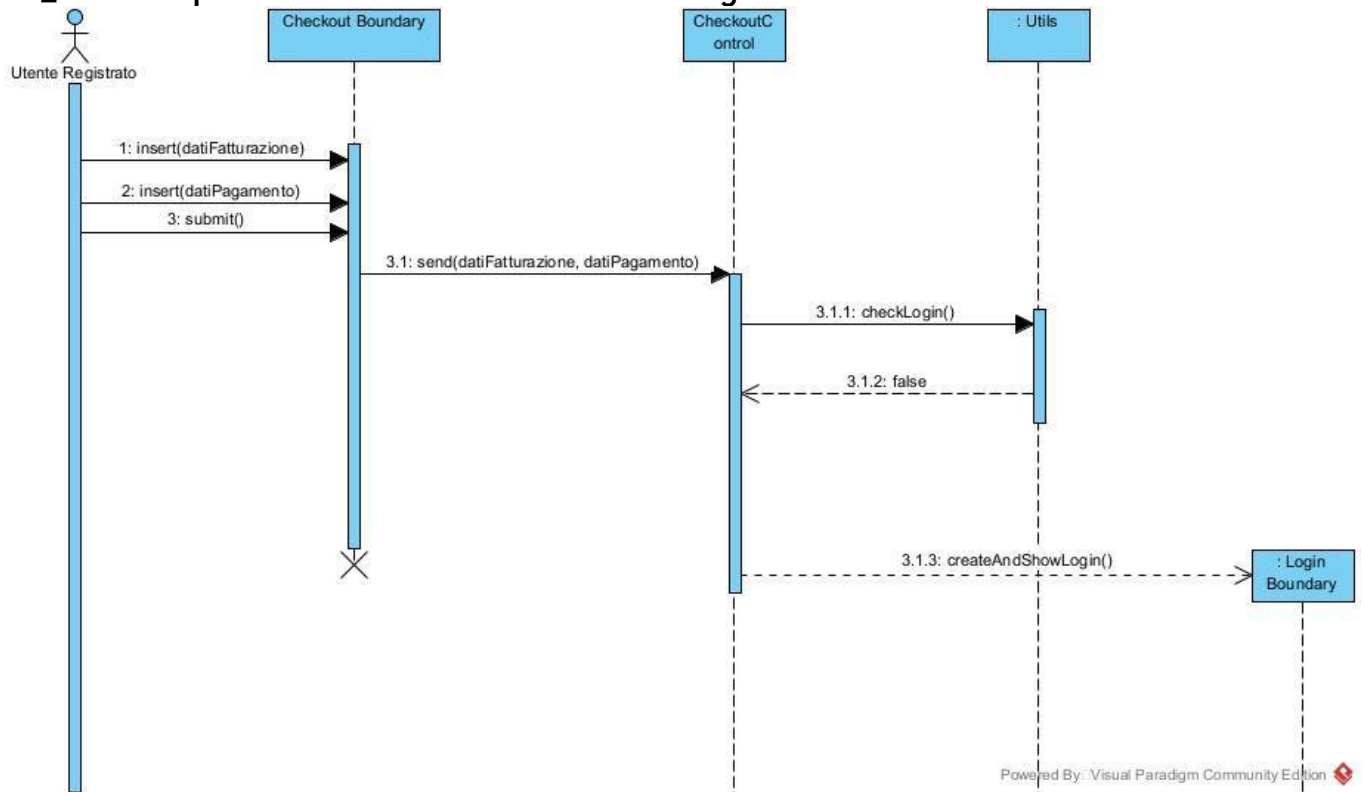 Checkout Boundary
CheckoutC
ontrol
: Utils
Utente Registrato
1: insert(datiFatturazione)
2: insert(datiPagamento)
3: submit()
3.1: send(datiFatturazione, datiPagamento)
3.1.1: checkLogin()
3.1.2: false
3.1.3: createAndShowLogin()
: Login
Boundary
Powered By Visual Paradigm Community Edition